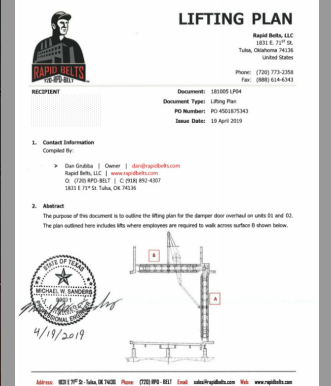 LIFTING PLAN
Rapid Belts, LLC
1831 E. 71ST St.
Tulsa, Oklahoma 74136
United States
Phone: (720) 773-2358
Fax: (888) 614-6343
RAPID BELTS
720-RPD-BELT
RECIPIENT
Document: 181005 LP04
Document Type: Lifting Plan
PO Number: PO 4501875343
Issue Date: 19 April 2019
1. Contact Information
Compiled By:
➢ Dan Grubba | Owner | dan@rapidbelts.com
Rapid Belts, LLC | www.rapidbelts.com
O: (720) RPD-BELT | C: (918) 892-4307
1831 E 71st St. Tulsa, OK 74136
2. Abstract
The purpose of this document is to outline the lifting plan for the damper door overhaul on units 01 and 02.
The plan outlined here includes lifts where employees are required to walk across surface B shown below.
B
A
STATE OF TEXAS
MICHAEL W. SANDERS
PROFESSIONAL ENGINEER
4/19/2019
Address: 1831 E 71st St - Tulsa, OK 74136 Phone: (720) RPD - BELT Email: sales@rapidbelts.com Web: www.rapidbelts.com